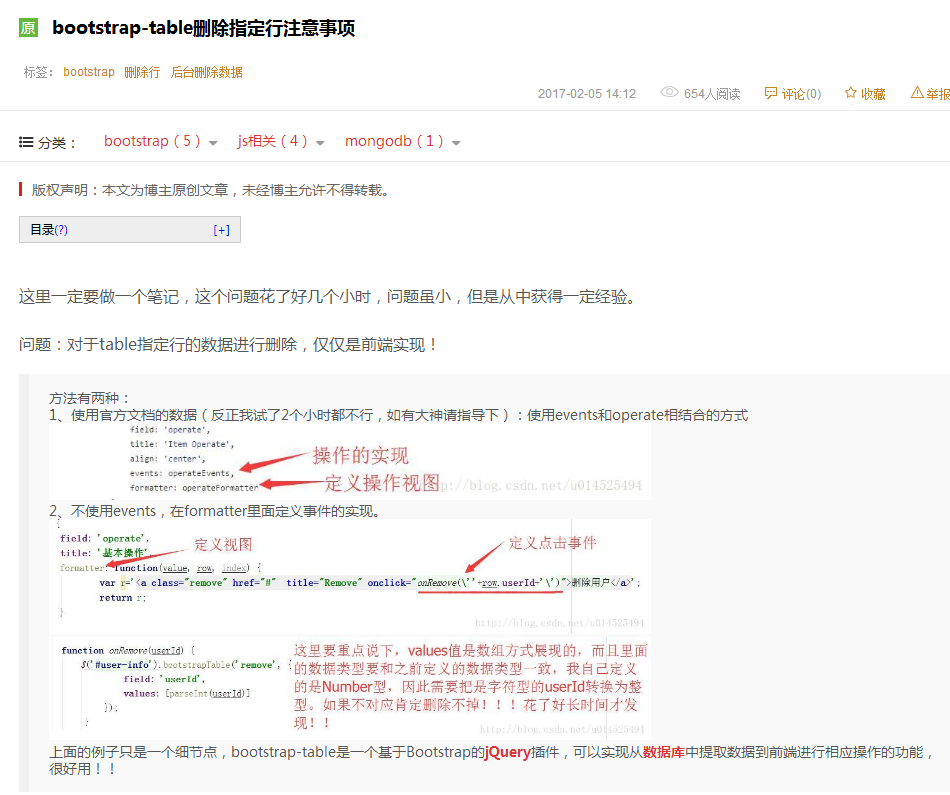 原 bootstrap-table删除指定行注意事项
标签： bootstrap 删除行 后台删除数据
2017-02-05 14:12 654人阅读 评论(0) 收藏 举报
分类： bootstrap（5） js相关（4） mongodb（1）
版权声明：本文为博主原创文章，未经博主允许不得转载。
目录(?) [+]
这里一定要做一个笔记，这个问题花了好几个小时，问题虽小，但是从中获得一定经验。
问题：对于table指定行的数据进行删除，仅仅是前端实现！
方法有两种：
1、使用官方文档的数据（反正我试了2个小时都不行，如有大神请指导下）：使用events和operate相结合的方式
field: 'operate',
title: 'Item Operate',
align: 'center',
events: operateEvents,
formatter: operateFormatter
操作的实现
定义操作视图
http://blog.csdn.net/u014525494
2、不使用events，在formatter里面定义事件的实现。
{
field: 'operate',
title: '基本操作',
formatter: function(value, row, index) {
var r='<a class="remove" href="#" title="Remove" onclick="onRemove(\''+row.userId+'\')">删除用户</a>';
return r;
}
定义视图
定义点击事件
http://blog.csdn.net/u014525494
function onRemove(userId) {
$('#user-info').bootstrapTable('remove', {
field: 'userId',
values: [parseInt(userId)]
});
}
这里要重点说下，values值是数组方式展现的，而且里面
的数据类型要和之前定义的数据类型一致，我自己定义
的是Number型，因此需要把是字符型的userId转换为整
型。如果不对应肯定删除不掉！！！花了好长时间才发
现！！
http://blog.csdn.net/u014525494
上面的例子只是一个细节点，bootstrap-table是一个基于Bootstrap的jQuery插件，可以实现从数据库中提取数据到前端进行相应操作的功能，
很好用！！